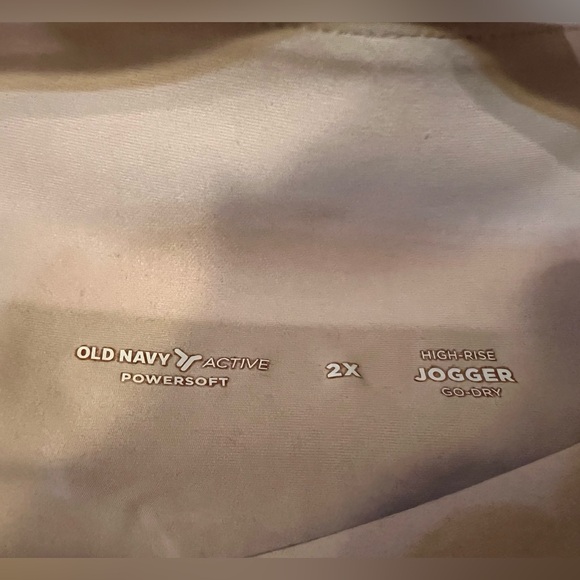 OLD NAVY ACTIVE
POWERSOFT
2X
HIGH-RISE
JOGGER
GO-DRY